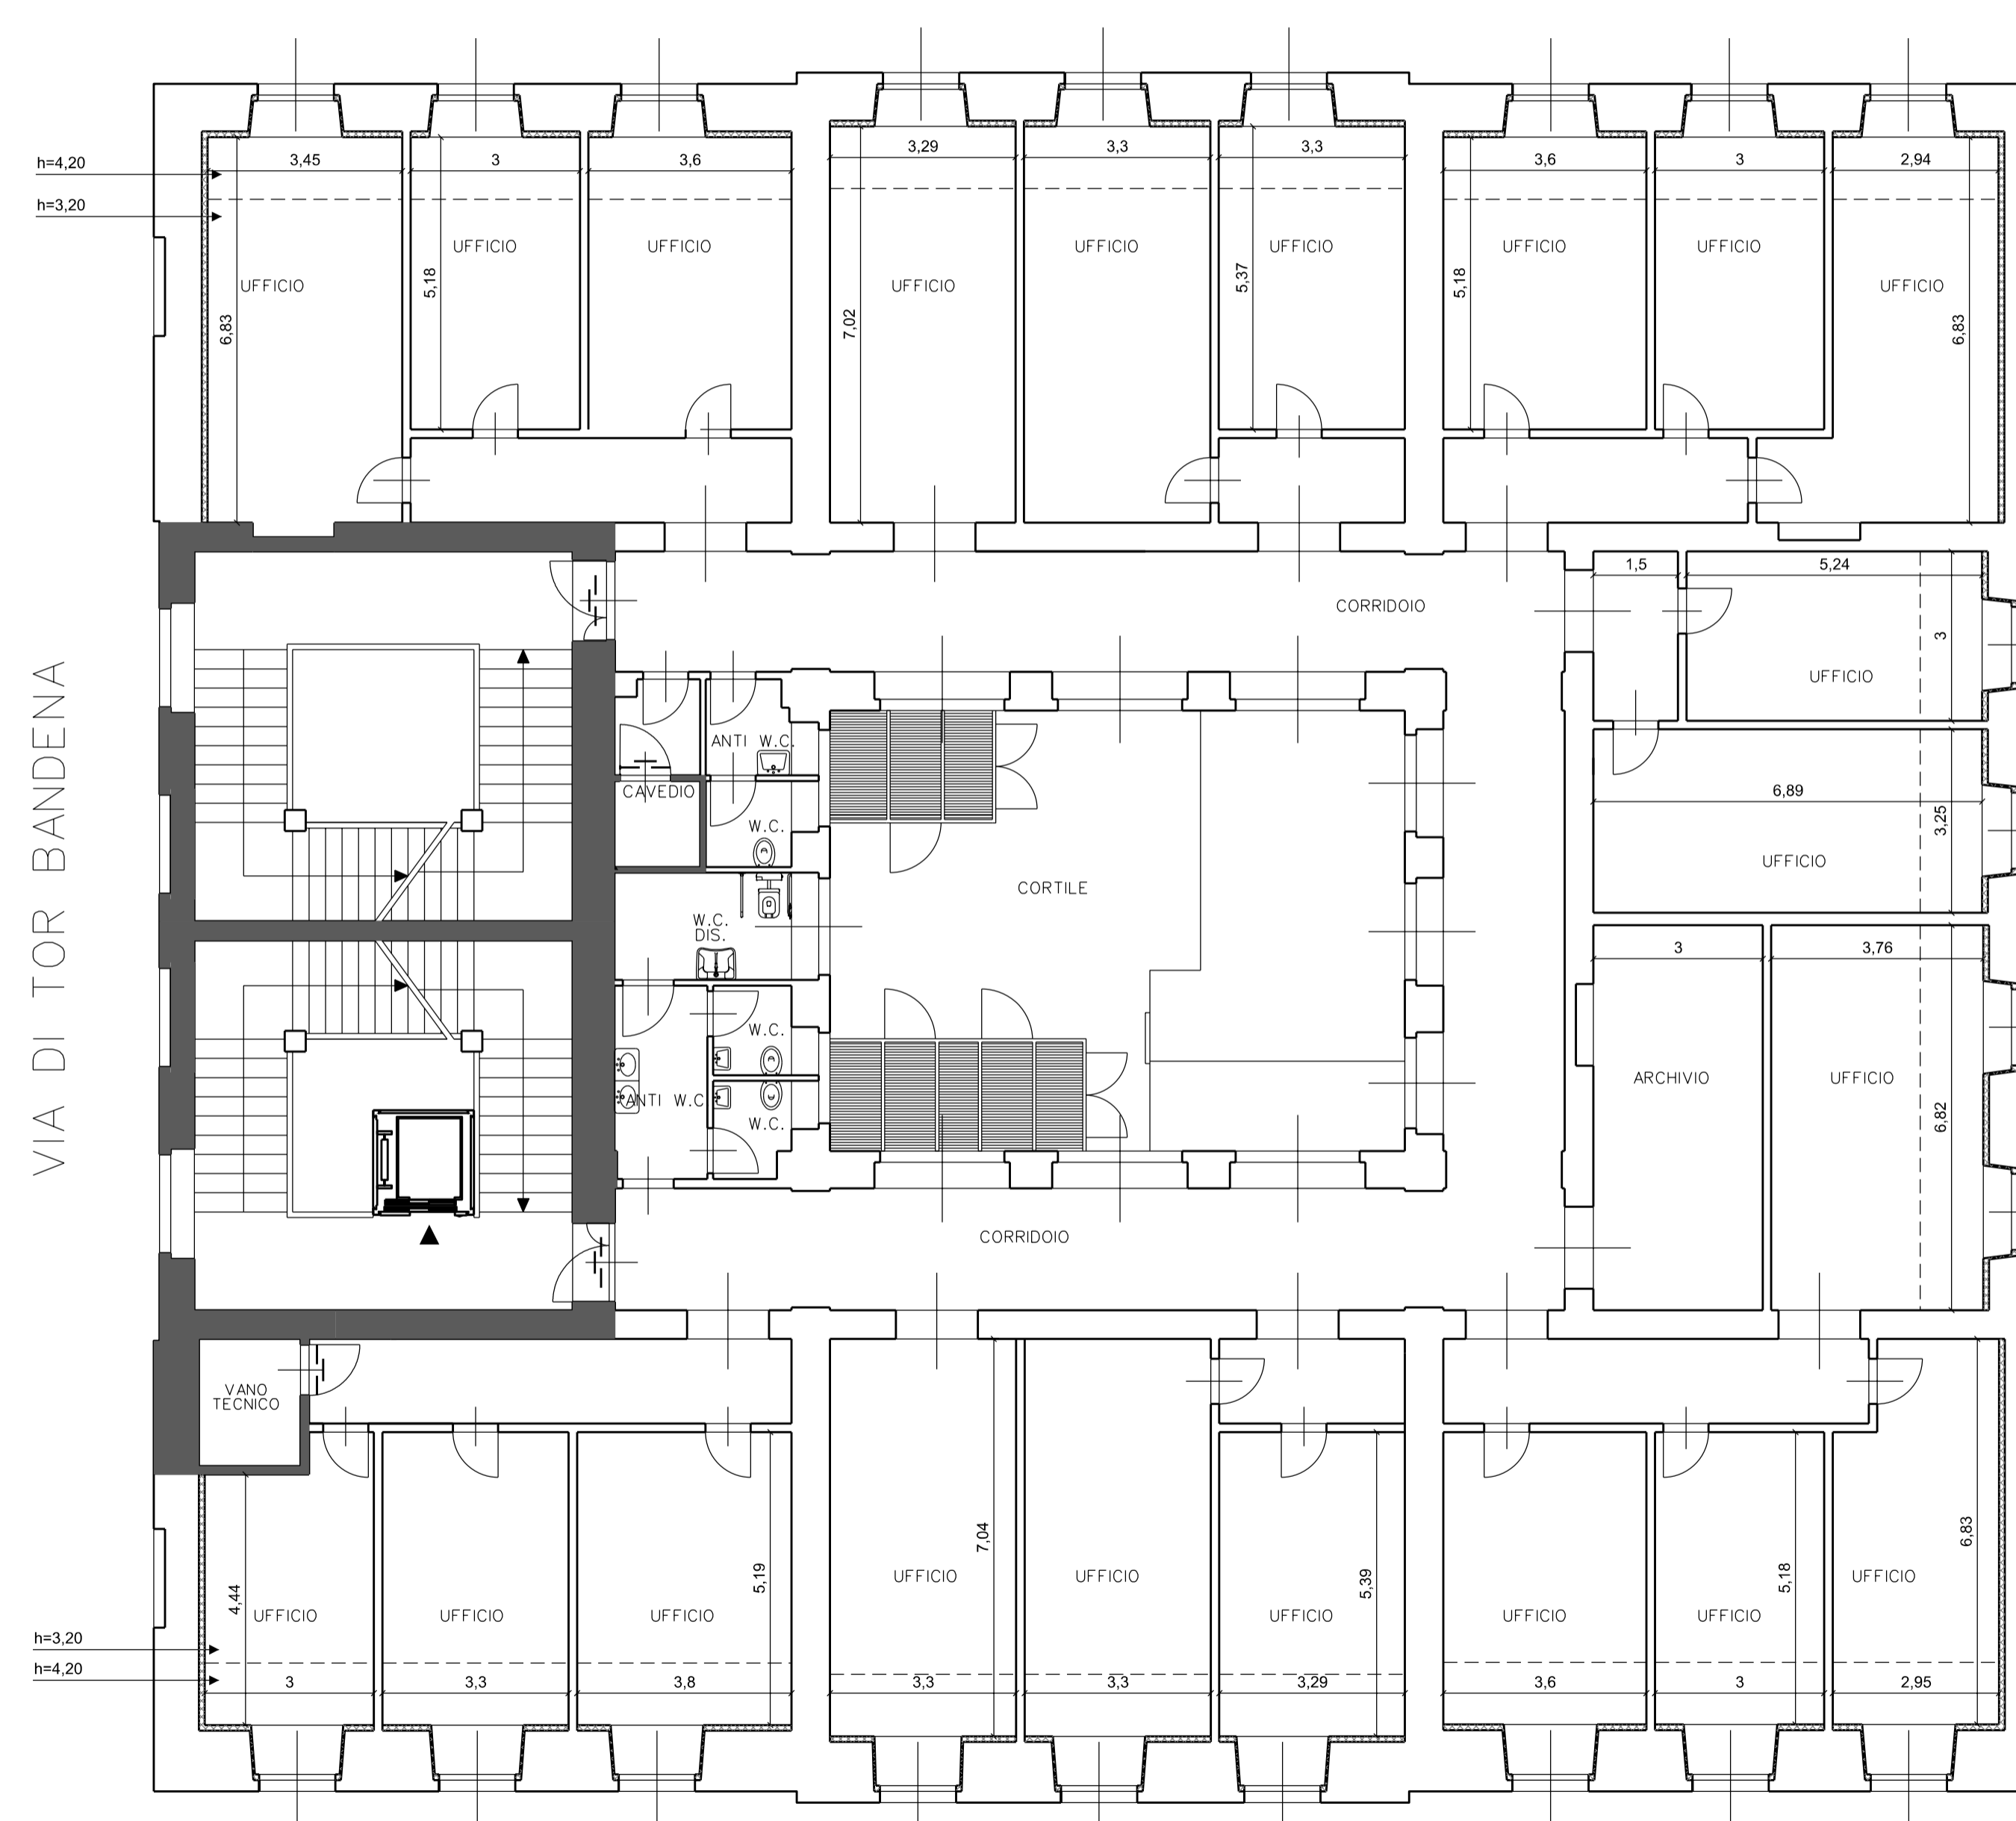 3,45
3
3,6
3,29
3,3
3,3
3,6
3
2,94
h=4,20
h=3,20
UFFICIO
UFFICIO
UFFICIO
UFFICIO
UFFICIO
UFFICIO
UFFICIO
UFFICIO
UFFICIO
6,83
5,18
7,02
5,37
5,18
6,83
CORRIDOIO
1,5
5,24
3
UFFICIO
VIA DI TOR BANDENA
ANTI W.C.
CAVEDIO
W.C.
6,89
3,25
UFFICIO
CORTILE
W.C.
DIS.
3
3,76
W.C.
ANTI W.C
W.C.
ARCHIVIO
UFFICIO
6,82
CORRIDOIO
VANO
TECNICO
4,44
5,19
7,04
5,39
5,18
6,83
UFFICIO
UFFICIO
UFFICIO
UFFICIO
UFFICIO
UFFICIO
UFFICIO
UFFICIO
UFFICIO
h=3,20
h=4,20
3
3,3
3,8
3,3
3,3
3,29
3,6
3
2,95